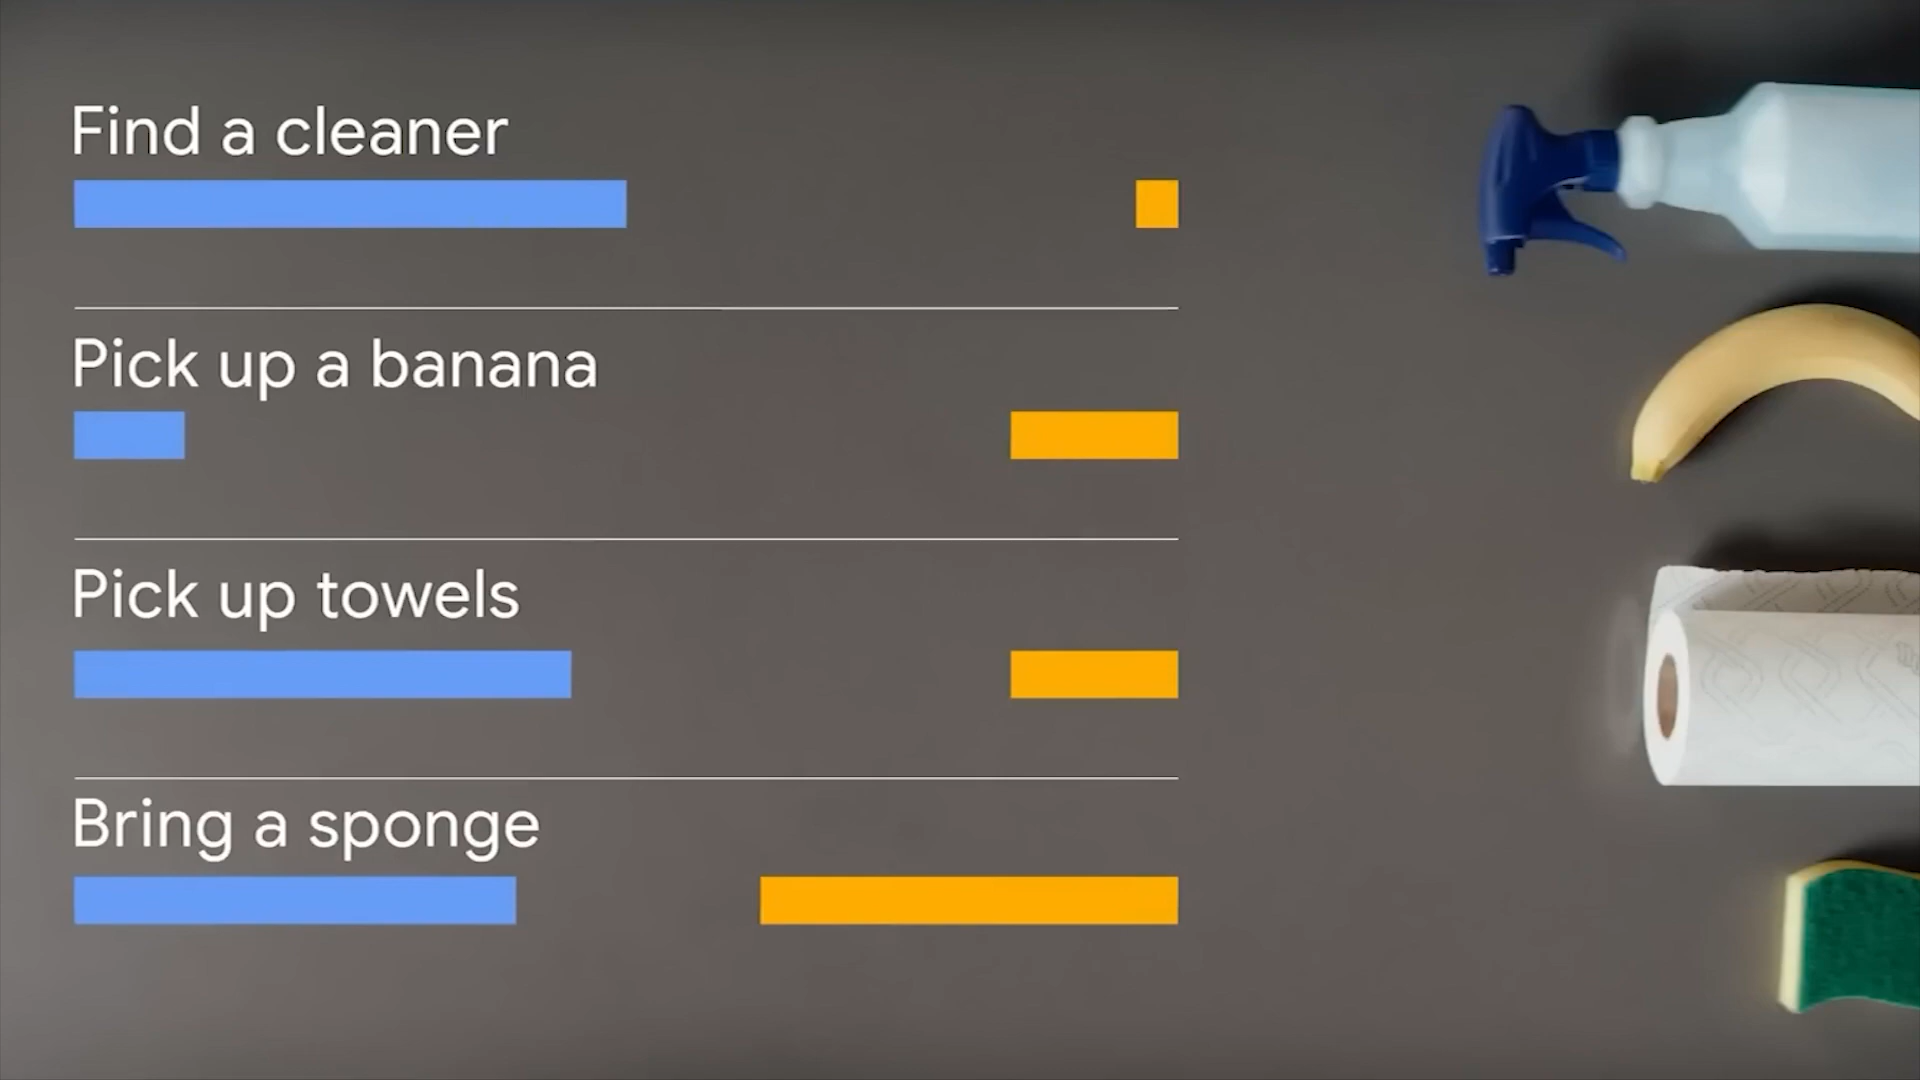 Find a cleaner
Pick up a banana
Pick up towels
Bring a sponge